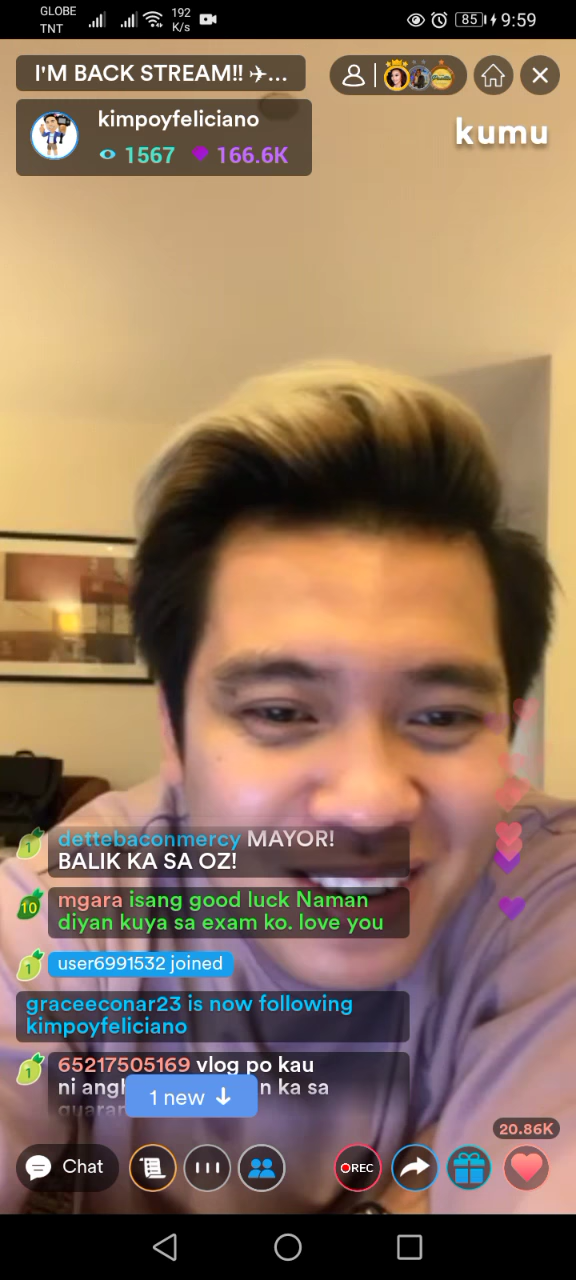 GLOBE
TNT
192
K/s
85
9:59
I'M BACK STREAM!! ✈...
kimpoyfeliciano
1567 166.6K
kumu
1 dettebaconmercy MAYOR!
BALIK KA SA OZ!
10 mgara isang good luck Naman
diyan kuya sa exam ko. love you
1 user6991532 joined
graceeconar23 is now following
kimpoyfeliciano
1 65217505169 vlog po kau
ka sa
1 new ↓
20.86K
Chat
REC